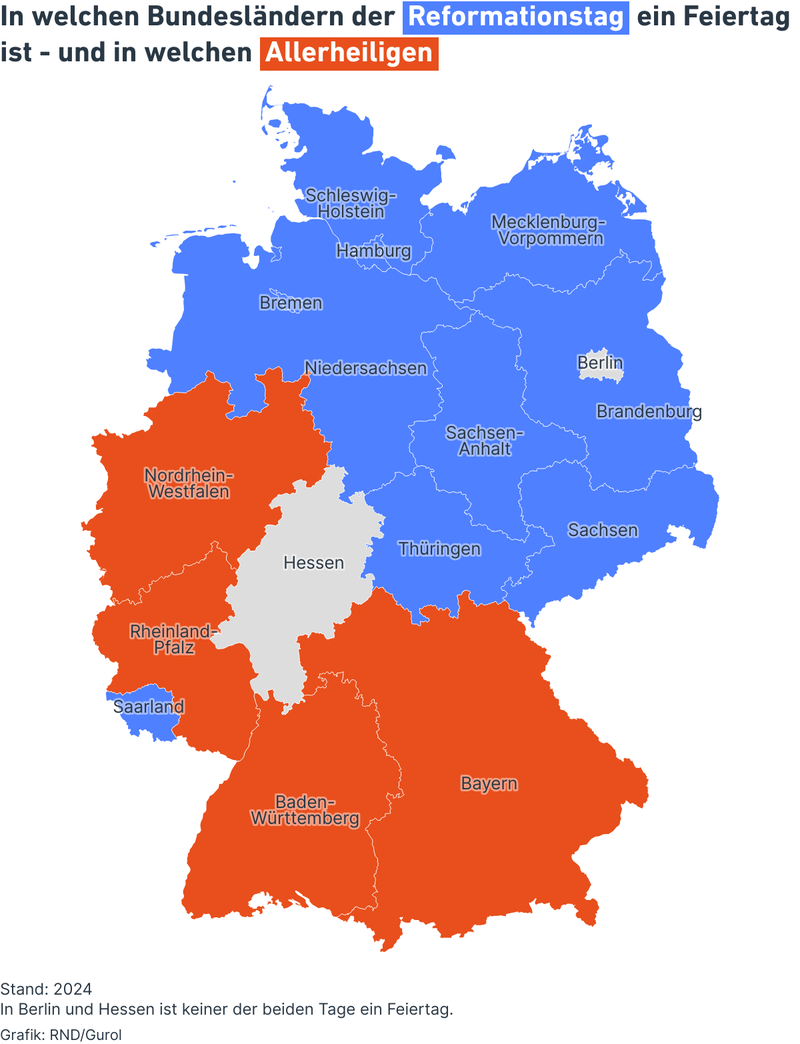 In welchen Bundesländern der Reformationstag ein Feiertag
ist - und in welchen Allerheiligen
Schleswig-
Holstein
Mecklenburg-
Vorpommern
Hamburg
Bremen
Berlin
Niedersachsen
Brandenburg
Sachsen-
Anhalt
Nordrhein-
Westfalen
Sachsen
Thüringen
Hessen
Rheinland-
Pfalz
Saarland
Bayern
Baden-
Württemberg
Stand: 2024
In Berlin und Hessen ist keiner der beiden Tage ein Feiertag.
Grafik: RND/Gurol